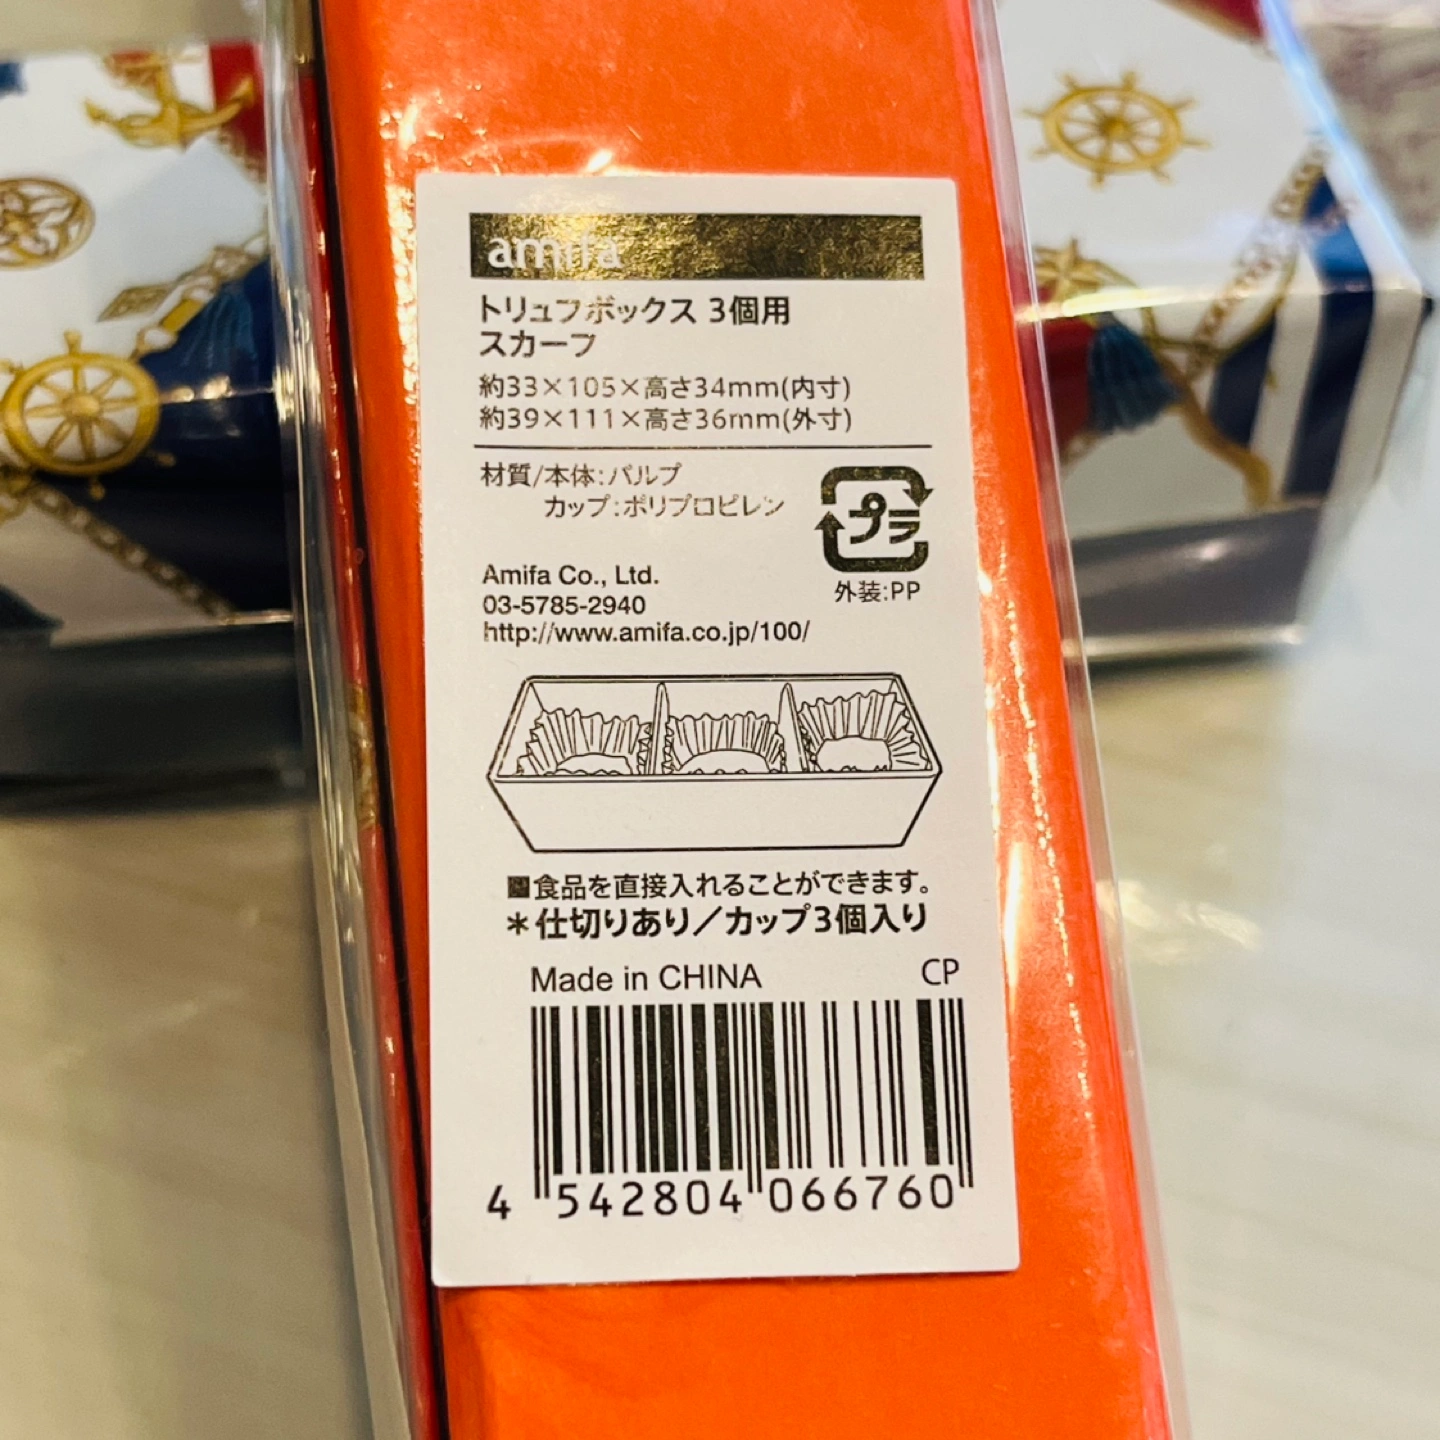 amifa
トリュフボックス 3個用
スカーフ
約33×105×高さ34mm(内寸)
約39×111×高さ36mm(外寸)
材質/本体:パルプ
カップ:ポリプロピレン
プラ
外装:PP
Amifa Co., Ltd.
03-5785-2940
http://www.amifa.co.jp/100/
■食品を直接入れることができます。
＊仕切りあり／カップ3個入り
Made in CHINA CP
4 542804 066760